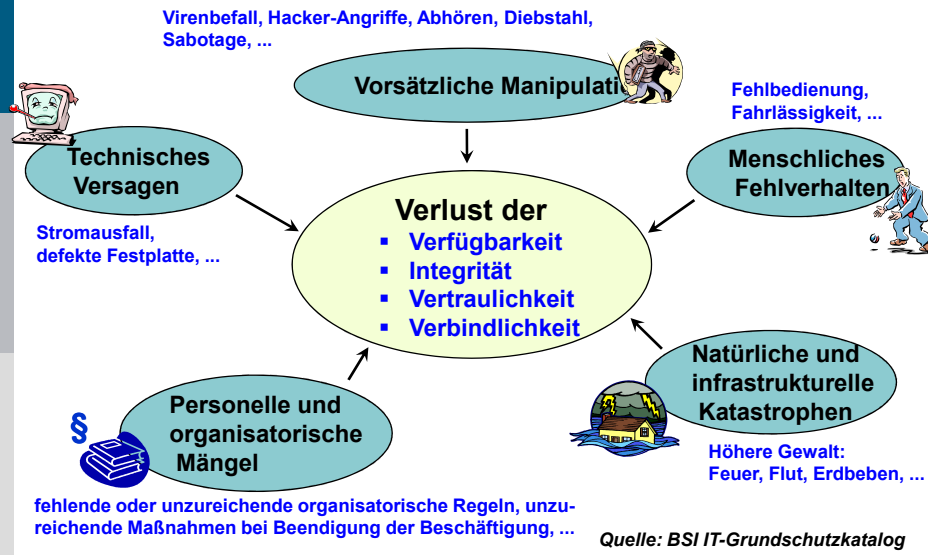 Virenbefall, Hacker-Angriffe, Abhören, Diebstahl,
Sabotage, ...
Vorsätzliche Manipulati
Fehlbedienung,
Fahrlässigkeit, ...
Technisches
Versagen
Menschliches
Fehlverhalten
Stromausfall,
defekte Festplatte, ...
Verlust der
▪ Verfügbarkeit
▪ Integrität
▪ Vertraulichkeit
▪ Verbindlichkeit
Natürliche und
infrastrukturelle
Katastrophen
§
Personelle und
organisatorische
Mängel
Höhere Gewalt:
Feuer, Flut, Erdbeben, ...
fehlende oder unzureichende organisatorische Regeln, unzu-
reichende Maßnahmen bei Beendigung der Beschäftigung, ...
Quelle: BSI IT-Grundschutzkatalog